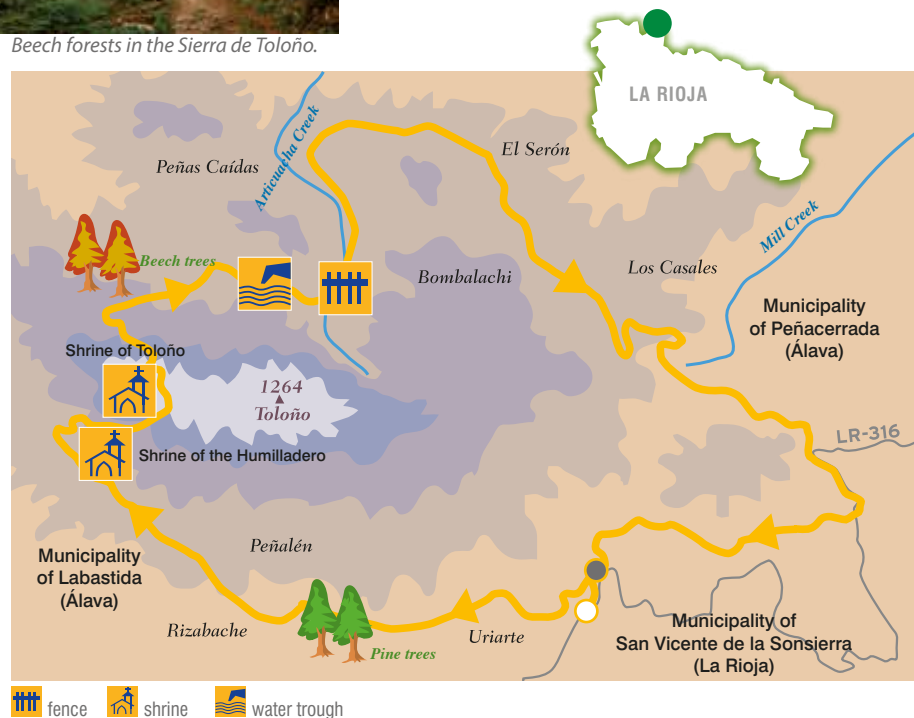 Beech forests in the Sierra de Toloño.
LA RIOJA
Peñas Caídas
Articuacha Creek
El Serón
Mill Creek
Beech trees
Bombalachi
Los Casales
Municipality
of Peñacerrada
(Álava)
Shrine of Toloño
1264
Toloño
Shrine of the Humilladero
LR-316
Peñalén
Municipality
of Labastida
(Álava)
Rizabache
Pine trees
Uriarte
Municipality of
San Vicente de la Sonsierra
(La Rioja)
fence shrine water trough